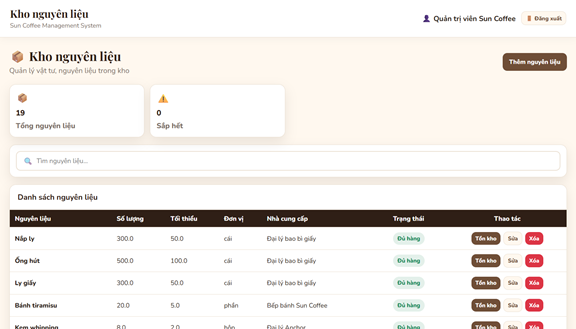 Kho nguyên liệu
Sun Coffee Management System
Quản trị viên Sun Coffee
Đăng xuất
Kho nguyên liệu
Quản lý vật tư, nguyên liệu trong kho
Thêm nguyên liệu
19
Tổng nguyên liệu
0
Sắp hết
Tìm nguyên liệu...
Danh sách nguyên liệu
Nguyên liệu Số lượng Tối thiểu Đơn vị Nhà cung cấp Trạng thái Thao tác
Nắp ly 300.0 50.0 cái Đại lý bao bì giấy Đủ hàng Tồn kho Sửa Xóa
Ống hút 500.0 100.0 cái Đại lý bao bì giấy Đủ hàng Tồn kho Sửa Xóa
Ly giấy 300.0 50.0 cái Đại lý bao bì giấy Đủ hàng Tồn kho Sửa Xóa
Bánh tiramisu 20.0 5.0 phần Bếp bánh Sun Coffee Đủ hàng Tồn kho Sửa Xóa
Kem whipping 8.0 2.0 hộp Đại lý Anchor Đủ hàng Tồn kho Sửa Xóa